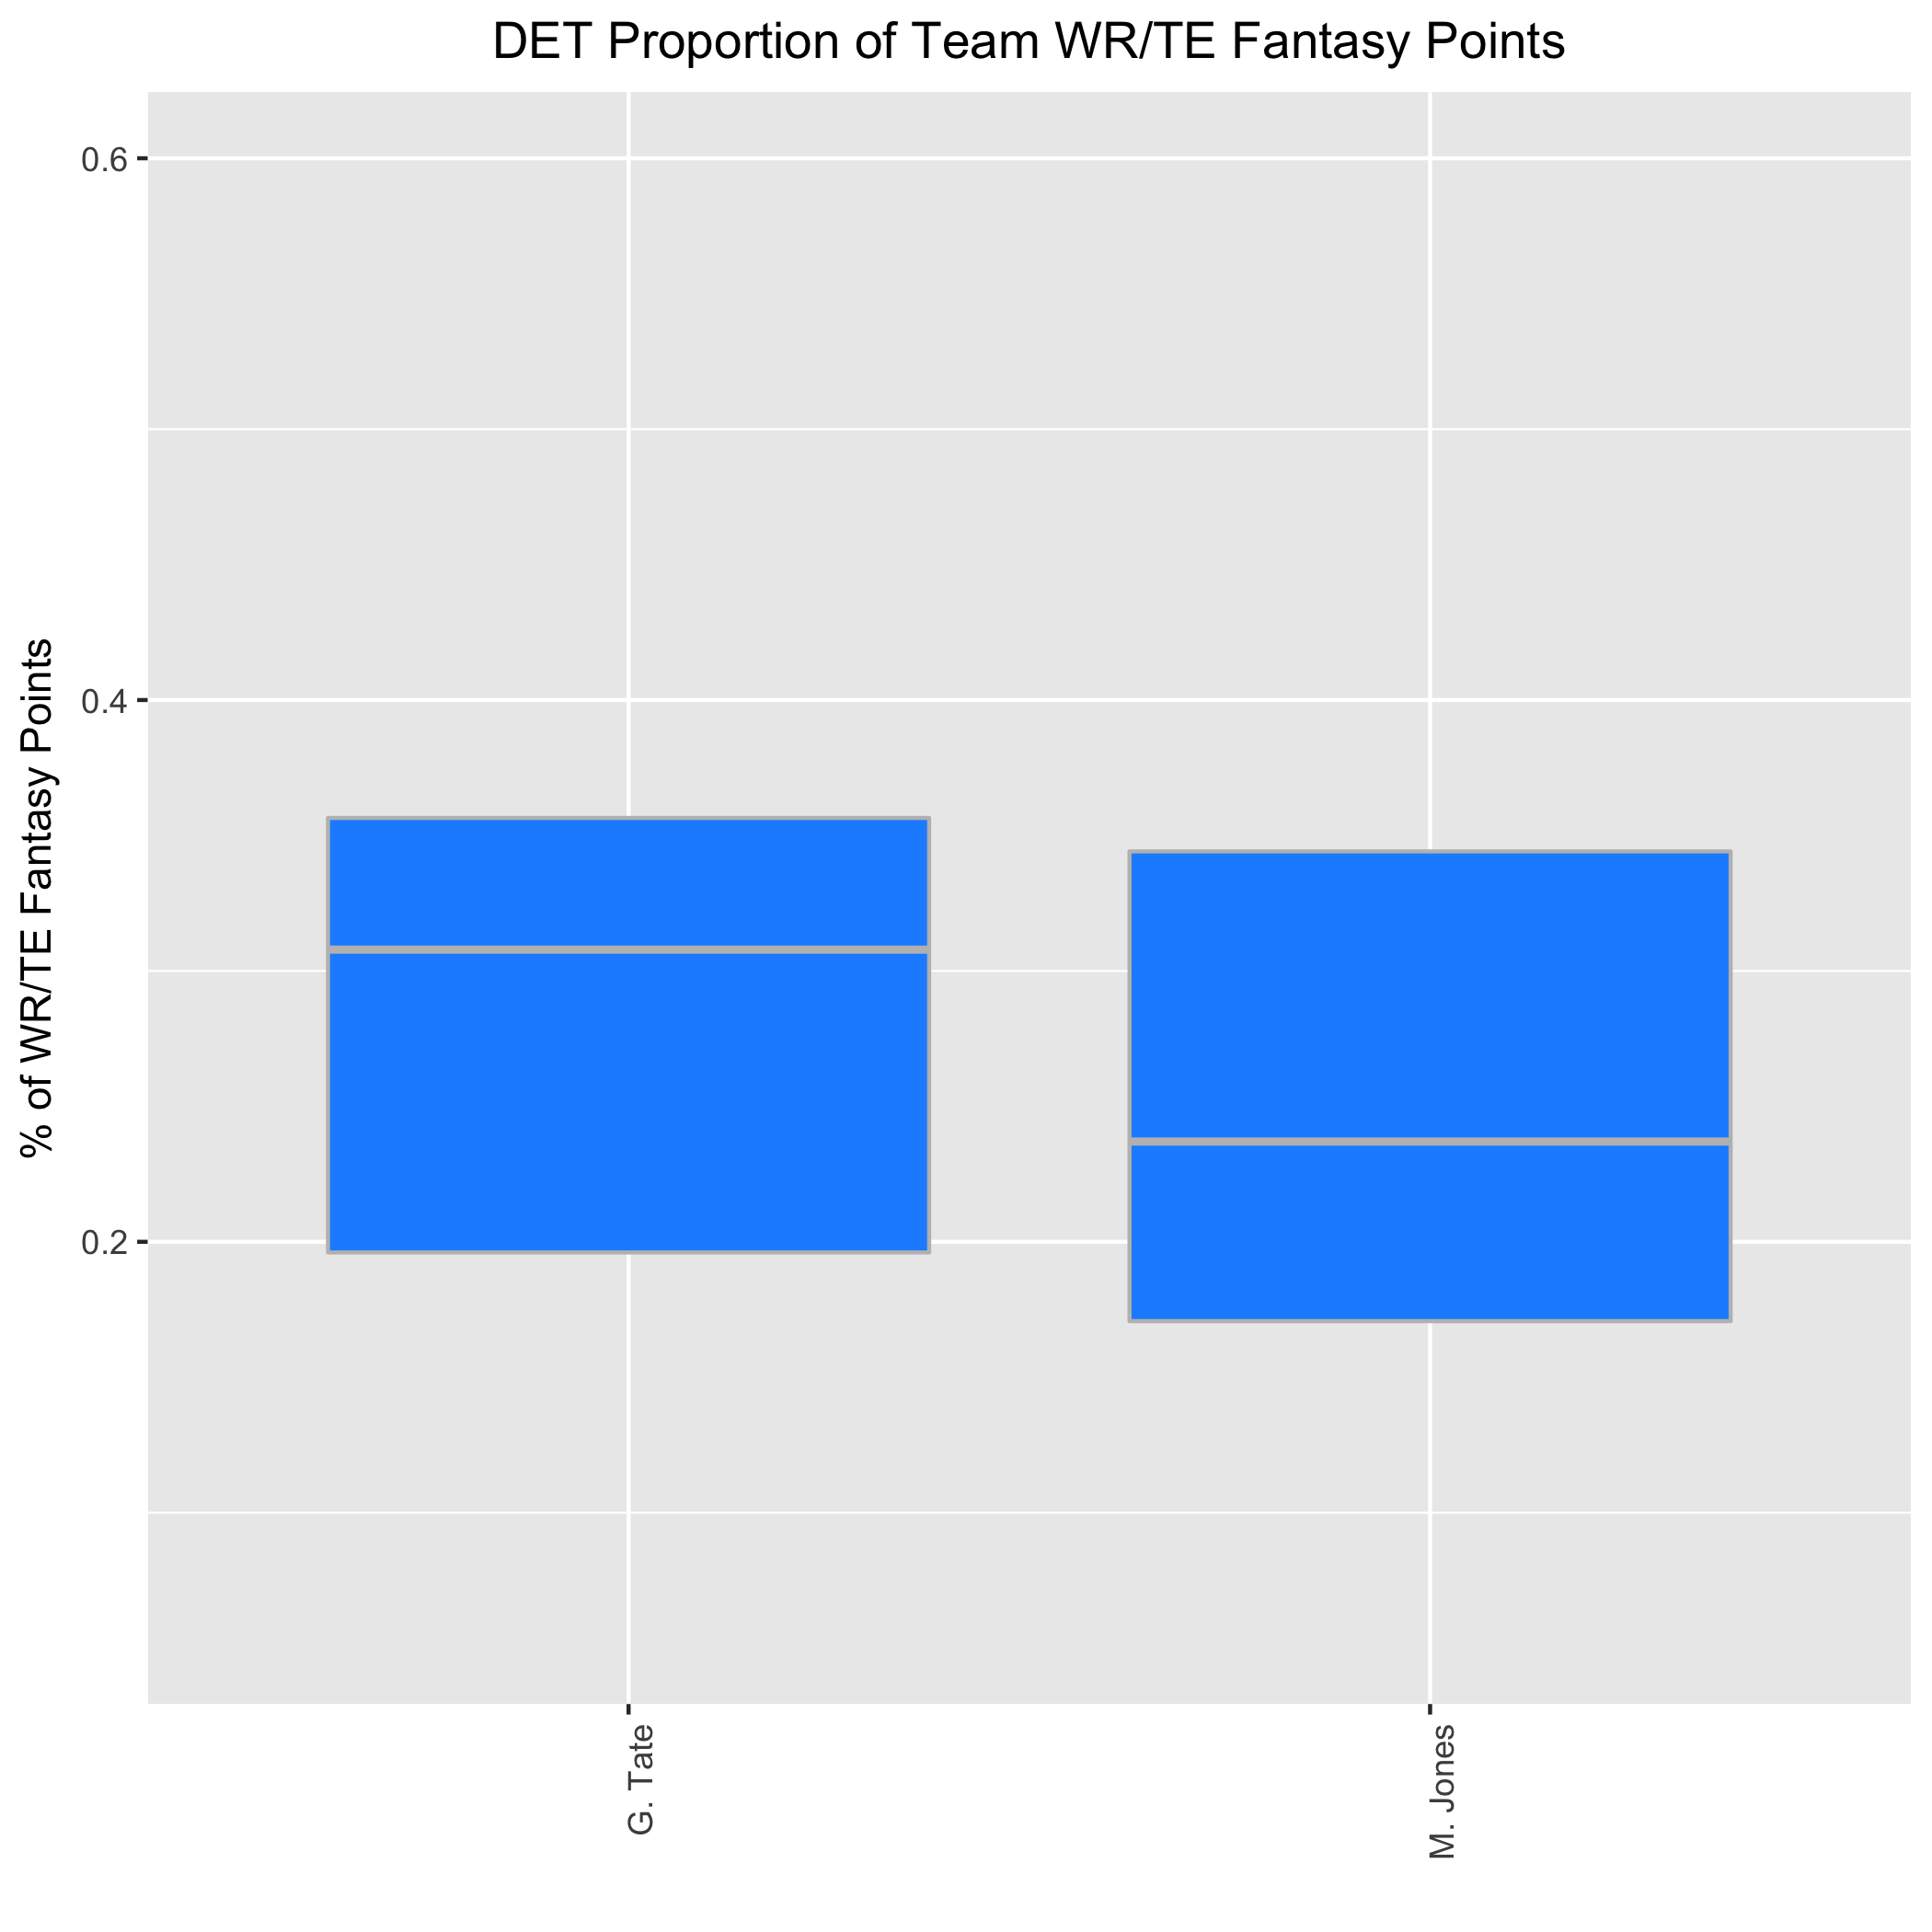 DET Proportion of Team WR/TE Fantasy Points
% of WR/TE Fantasy Points
0.6
0.4
0.2
G. Tate
M. Jones